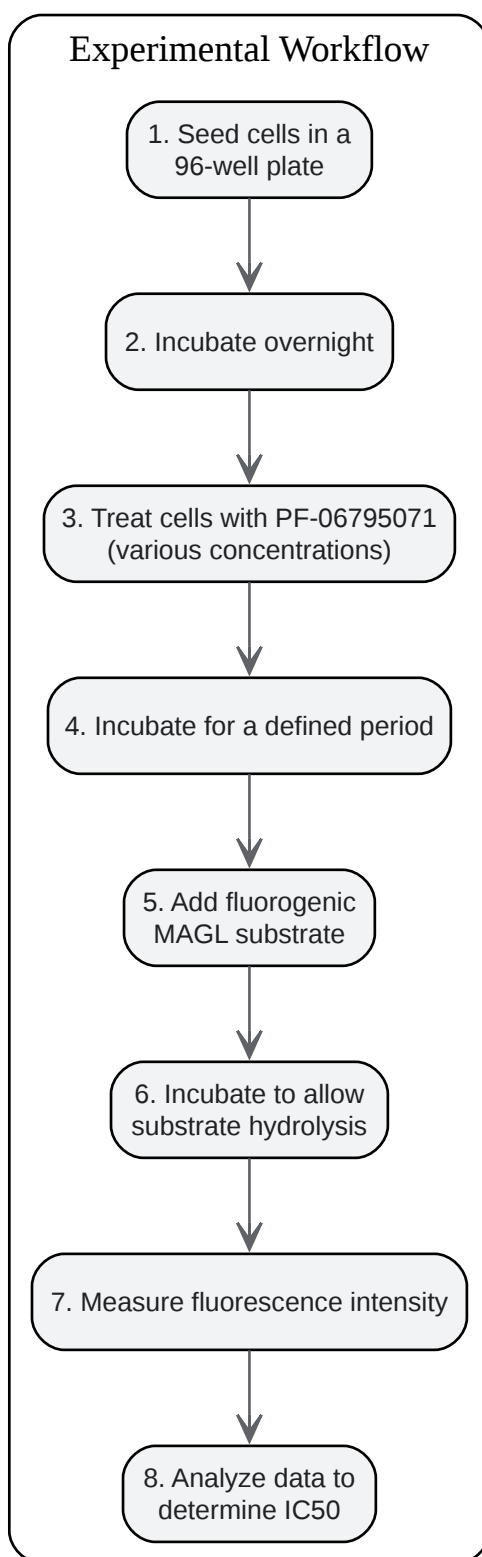 Experimental Workflow
1. Seed cells in a
96-well plate
2. Incubate overnight
3. Treat cells with PF-06795071
(various concentrations)
4. Incubate for a defined period
5. Add fluorogenic
MAGL substrate
6. Incubate to allow
substrate hydrolysis
7. Measure fluorescence intensity
8. Analyze data to
determine IC50